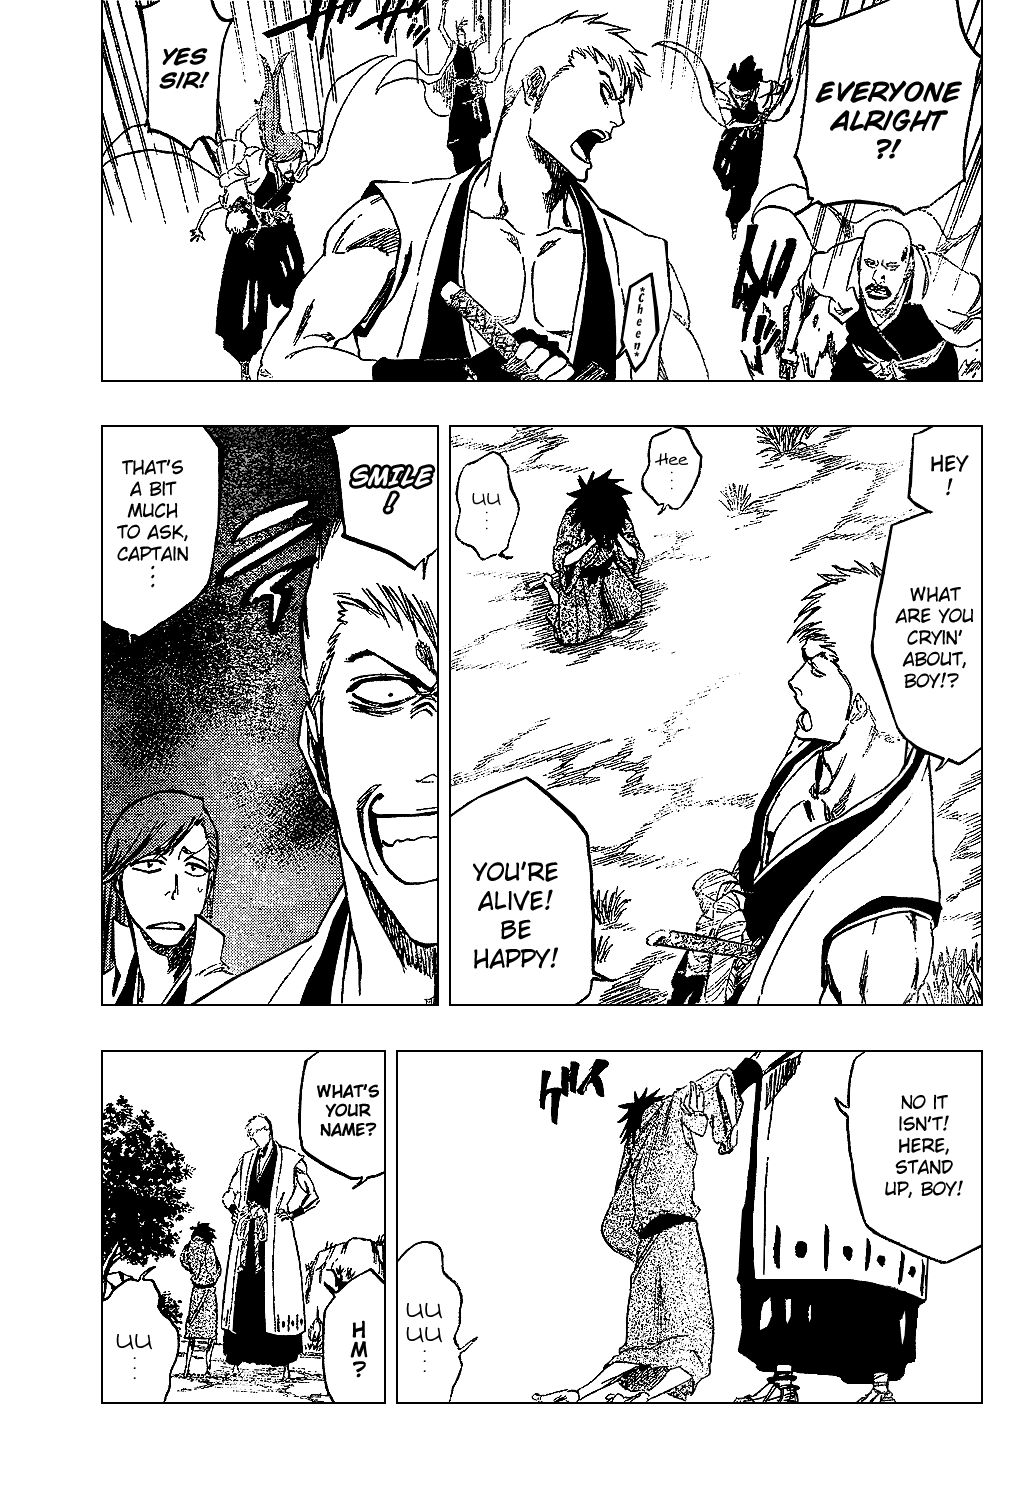 EVERYONE
ALRIGHT
?!
YES
SIR!
*Cheen*
HEY
!
WHAT
ARE YOU
CRYIN'
ABOUT,
BOY!?
Hee
...
UU
...
YOU'RE
ALIVE!
BE
HAPPY!
SMILE
!
THAT'S
A BIT
MUCH
TO ASK,
CAPTAIN
...
NO IT
ISN'T!
HERE,
STAND
UP, BOY!
UU
UU
...
WHAT'S
YOUR
NAME?
HM?
UU
...